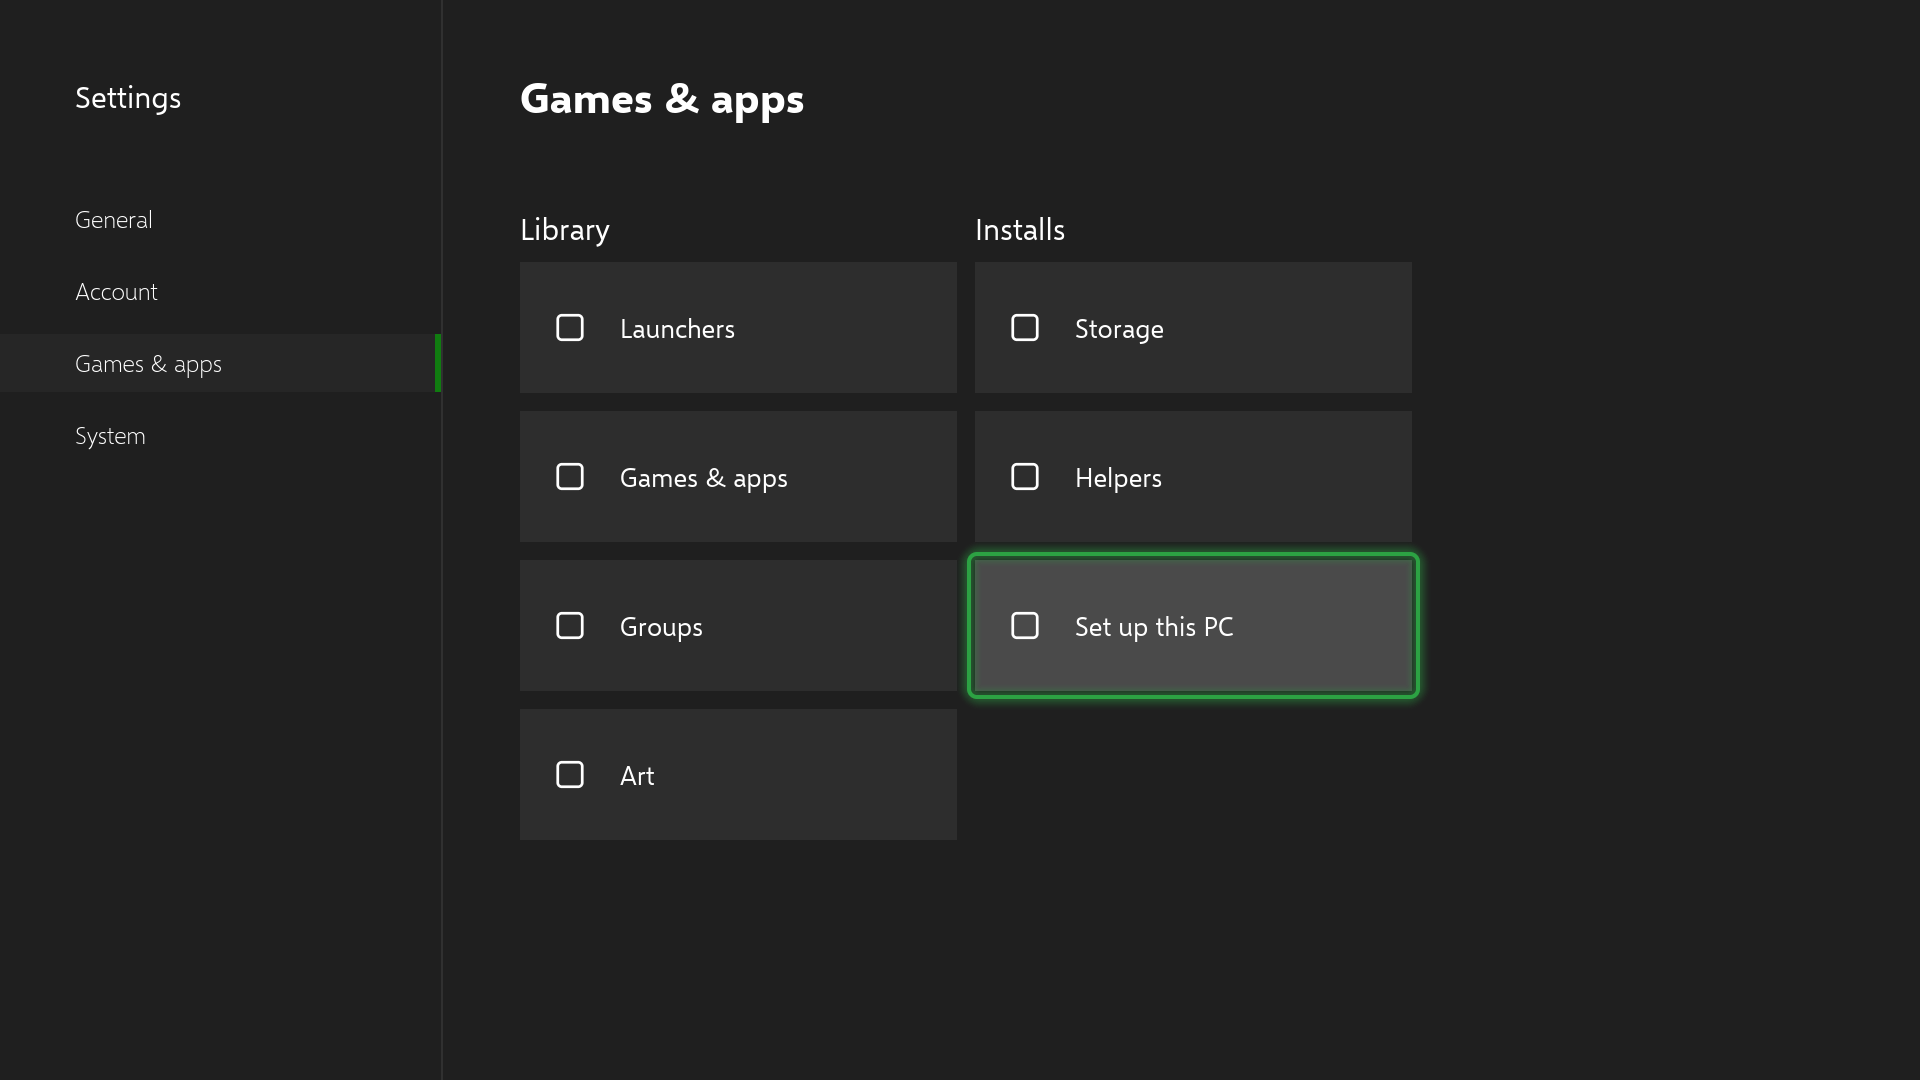 Settings
General
Account
Games & apps
System
Games & apps
Library
Launchers
Games & apps
Groups
Art
Installs
Storage
Helpers
Set up this PC